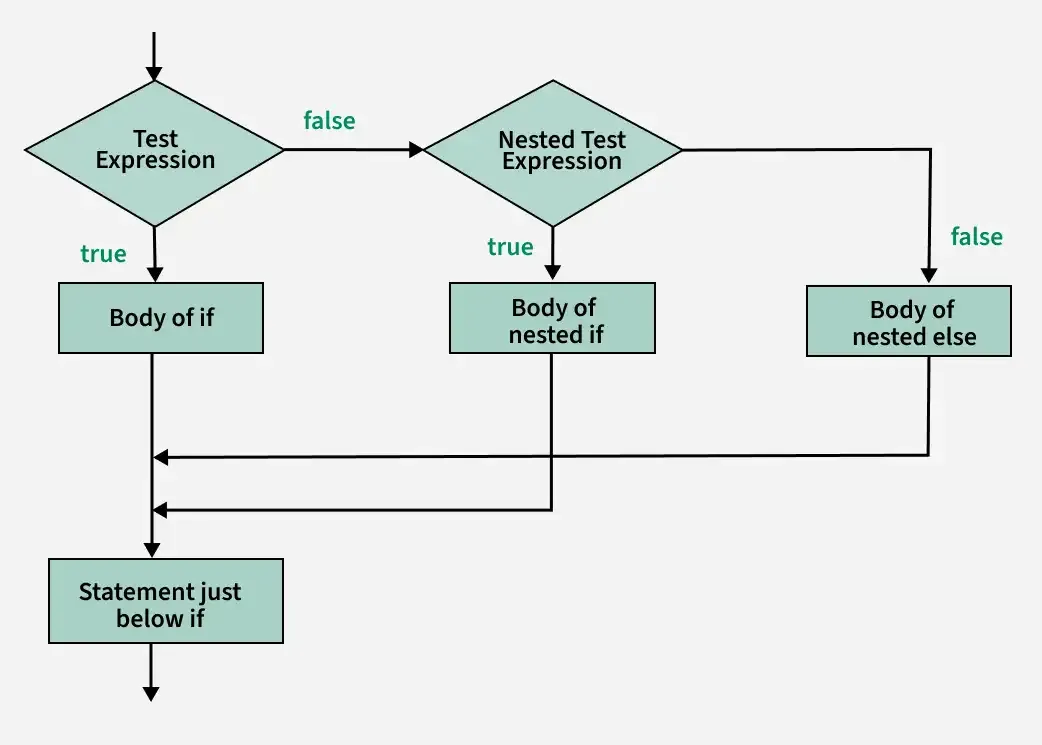 Test
Expression
false
Nested Test
Expression
true
true
false
Body of if
Body of
nested if
Body of
nested else
Statement just
below if